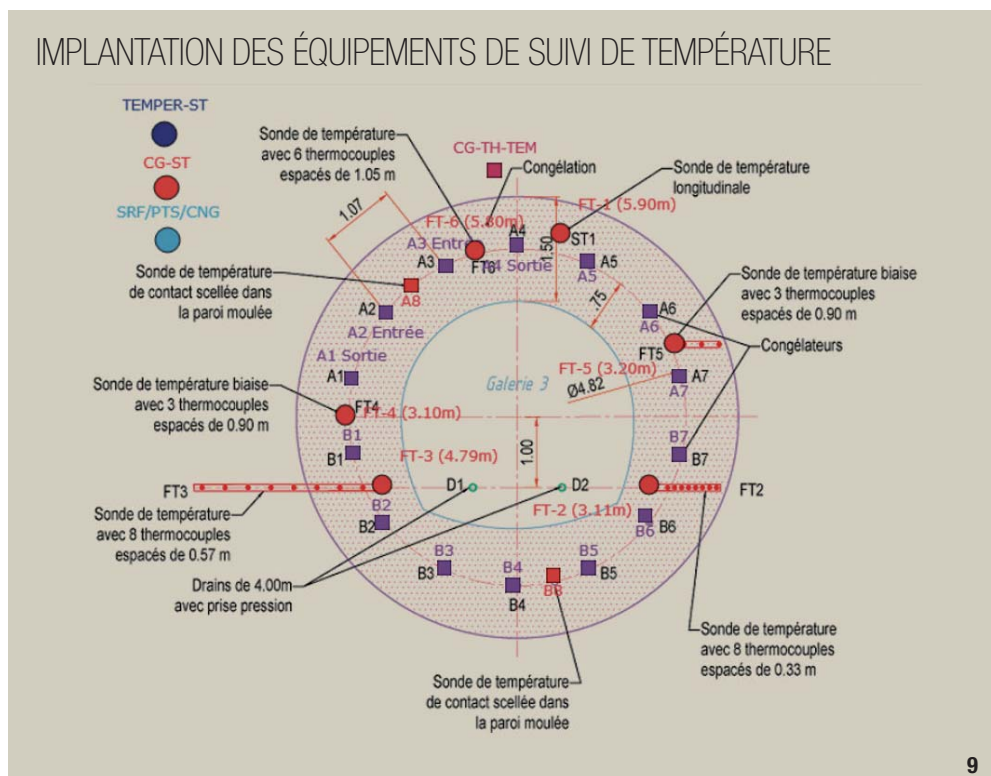 IMPLANTATION DES ÉQUIPEMENTS DE SUIVI DE TEMPÉRATURE
TEMPER-ST
CG-ST
SRF/PTS/CNG
Sonde de température
avec 6 thermocouples
espacés de 1.05 m
CG-TH-TEM
Congélation
Sonde de température
longitudinale
1.07
FT-6 (5.80m)
FT-1 (5.90m)
A3 Entrée
A4
1.50
ST1
A3
FT6
A4 Sortie
A5
A5
Sonde de température
de contact scellée dans
la paroi moulée
A8
.75
Sonde de température biaise
avec 3 thermocouples
espacés de 0.90 m
A2
A2 Entrée
A6
A6
Congélateurs
A1 Sortie
FT5
FT-5 (3.20m)
A1
Galerie 3
Ø4.82
A7
A7
Sonde de température biaise
avec 3 thermocouples
espacés de 0.90 m
FT4
FT-4 (3.10m)
B1
B1
FT-3 (4.79m)
1.00
B7
B7
FT3
D1
D2
FT2
B2
B2
FT-2 (3.11m)
B6
B6
Sonde de température
avec 8 thermocouples
espacés de 0.57 m
B3
B3
B4
B4
B5
B5
B8
Drains de 4.00m
avec prise pression
Sonde de température
avec 8 thermocouples
espacés de 0.33 m
Sonde de température
de contact scellée dans
la paroi moulée
9